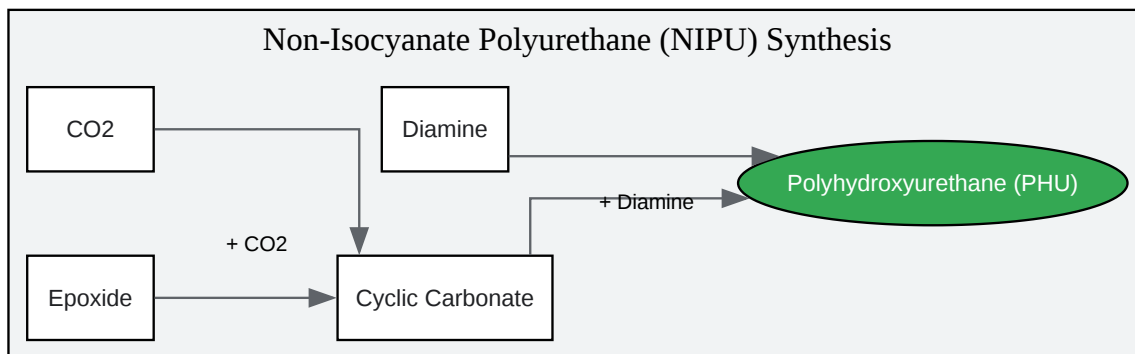 Non-Isocyanate Polyurethane (NIPU) Synthesis
CO2
Diamine
Polyhydroxyurethane (PHU)
+ Diamine
+ CO2
Epoxide
Cyclic Carbonate